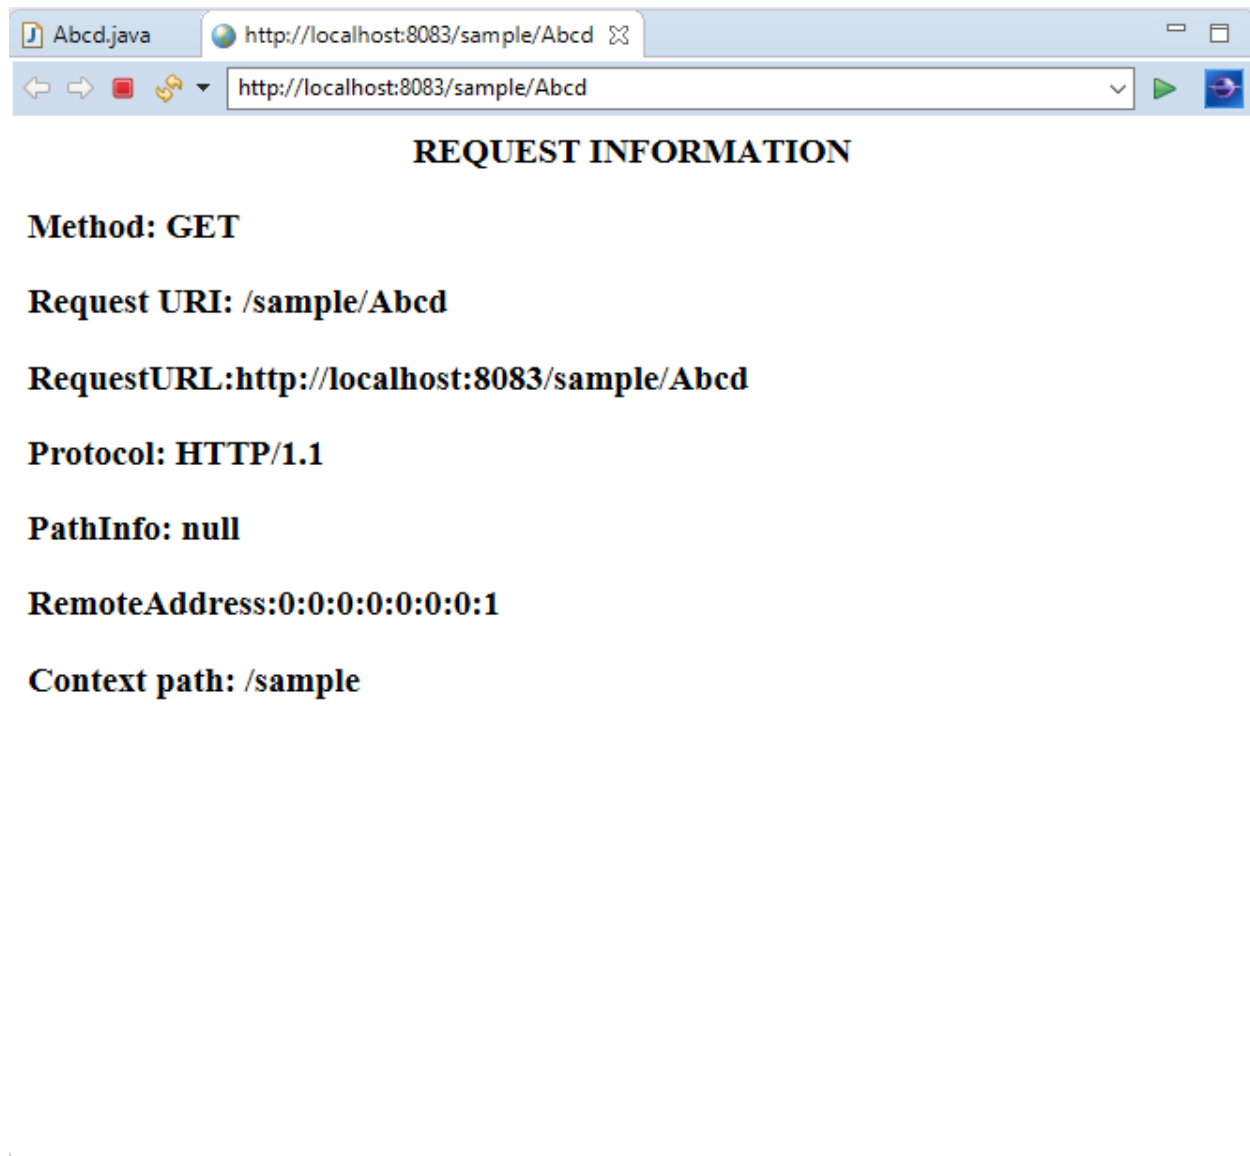 Abcd.java
http://localhost:8083/sample/Abcd
http://localhost:8083/sample/Abcd
REQUEST INFORMATION
Method: GET
Request URI: /sample/Abcd
RequestURL:http://localhost:8083/sample/Abcd
Protocol: HTTP/1.1
PathInfo: null
RemoteAddress:0:0:0:0:0:0:0:1
Context path: /sample